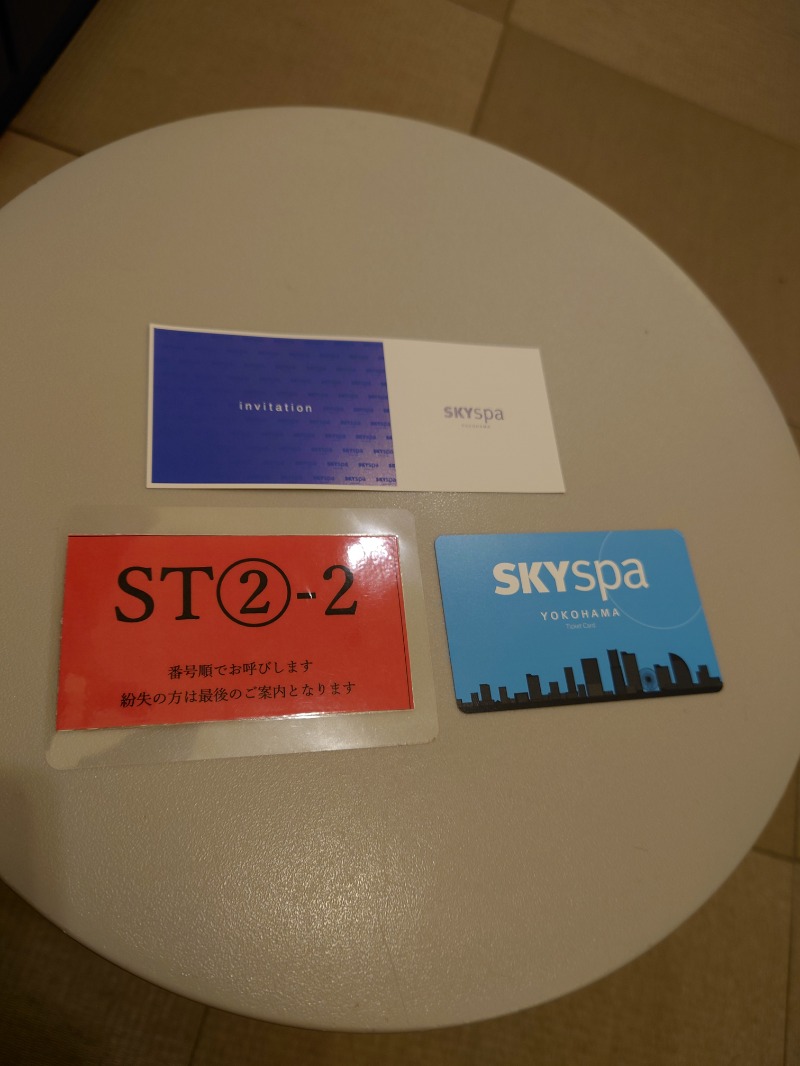 invitation
SKYspa
YOKOHAMA
ST②-2
番号順でお呼びします
紛失の方は最後のご案内となります
SKYspa
YOKOHAMA
Ticket Card